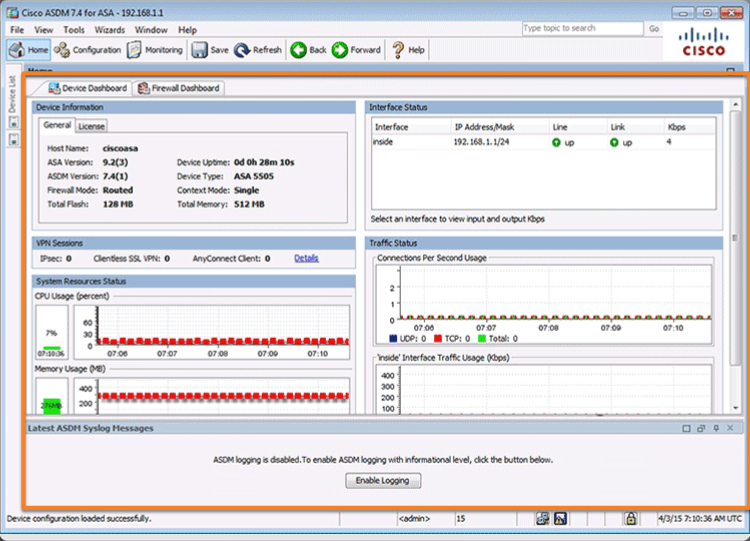 Cisco ASDM 7.4 for ASA - 192.168.1.1
File View Tools Wizards Window Help
Type topic to search Go
Home Configuration Monitoring Save Refresh Back Forward Help
CISCO
Home
Device List
Device Dashboard Firewall Dashboard
Device Information
General License
Host Name: ciscoasa
ASA Version: 9.2(3) Device Uptime: 0d 0h 28m 10s
ASDM Version: 7.4(1) Device Type: ASA 5505
Firewall Mode: Routed Context Mode: Single
Total Flash: 128 MB Total Memory: 512 MB
Interface Status
Interface IP Address/Mask Line Link Kbps
inside 192.168.1.1/24 up up 4
Select an interface to view input and output Kbps
VPN Sessions
IPsec: 0 Clientless SSL VPN: 0 AnyConnect Client: 0 Details
System Resources Status
CPU Usage (percent)
7%
07:10:36
60
30
0
07:06 07:07 07:08 07:09 07:10
Memory Usage (MB)
276MB
400
200
Traffic Status
Connections Per Second Usage
2
1
0
07:06 07:07 07:08 07:09 07:10
UDP: 0 TCP: 0 Total: 0
'inside' Interface Traffic Usage (Kbps)
400
300
200
100
Latest ASDM Syslog Messages
ASDM logging is disabled.To enable ASDM logging with informational level, click the button below.
Enable Logging
Device configuration loaded successfully. <admin> 15 4/3/15 7:10:36 AM UTC